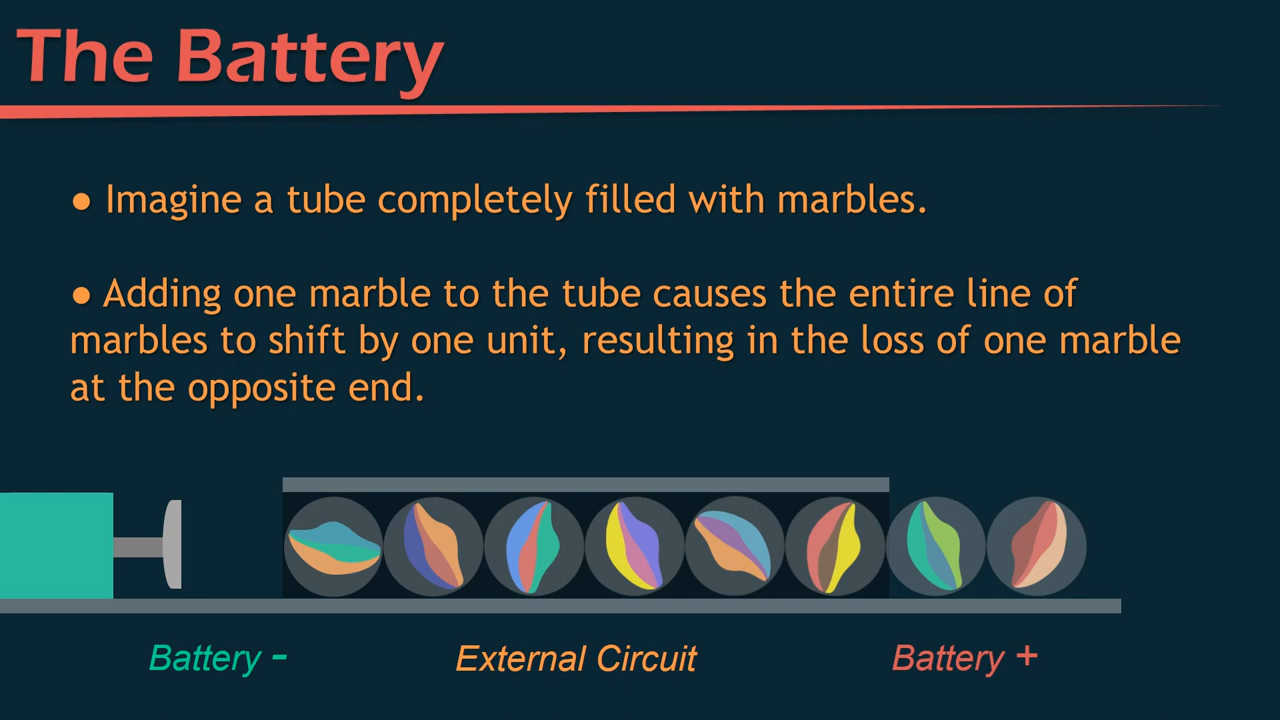 The Battery
● Imagine a tube completely filled with marbles.
● Adding one marble to the tube causes the entire line of
marbles to shift by one unit, resulting in the loss of one marble
at the opposite end.
Battery -
External Circuit
Battery +